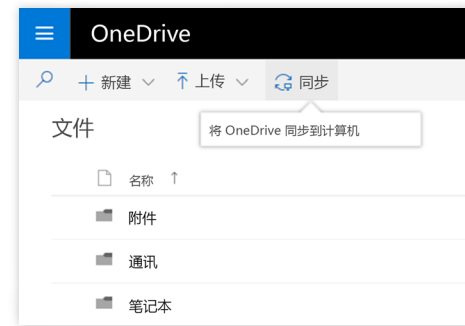 OneDrive
新建 上传 同步
文件
将 OneDrive 同步到计算机
名称 ↑
附件
通讯
笔记本